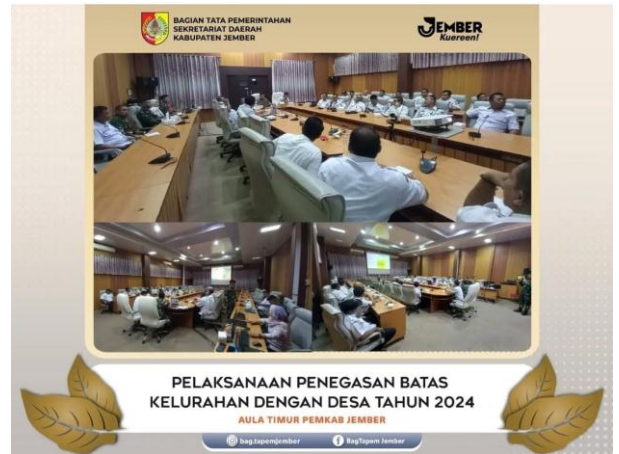 BAGIAN TATA PEMERINTAHAN
SEKRETARIAT DAERAH
KABUPATEN JEMBER
JEMBER
Kuereen!
PELAKSANAAN PENEGASAN BATAS
KELURAHAN DENGAN DESA TAHUN 2024
AULA TIMUR PEMKAB JEMBER
bag.tapemjember
BagTapem Jember